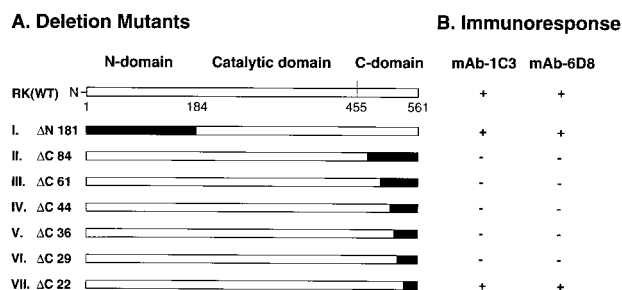 A. Deletion Mutants B. Immunoresponse
N-domain Catalytic domain C-domain mAb-1C3 mAb-6D8
RK(WT) N- + +
1 184 455 561
I. ΔN 181 + +
II. ΔC 84 - -
III. ΔC 61 - -
IV. ΔC 44 - -
V. ΔC 36 - -
VI. ΔC 29 - -
VII. ΔC 22 + +